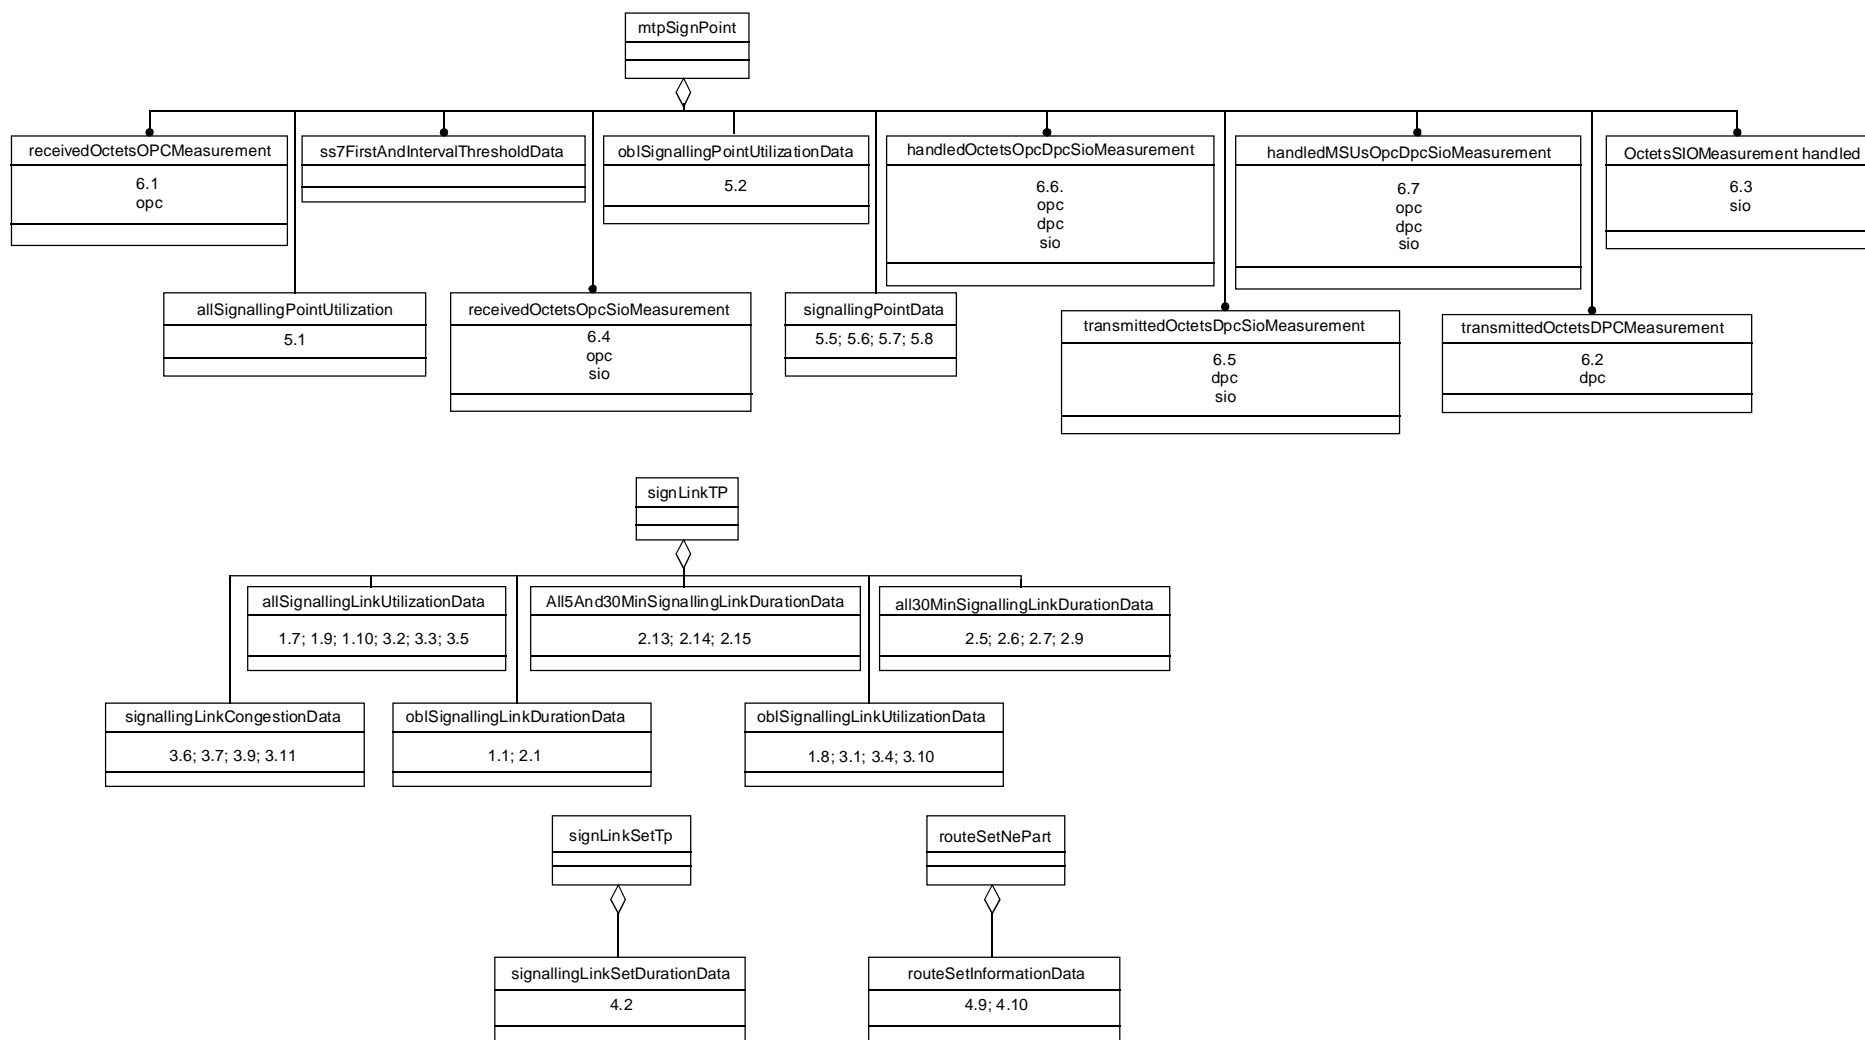 mtpSignPoint
receivedOctetsOPCMeasurement
6.1
opc
ss7FirstAndIntervalThresholdData
oblSignallingPointUtilizationData
5.2
handledOctetsOpcDpcSioMeasurement
6.6.
opc
dpc
sio
handledMSUsOpcDpcSioMeasurement
6.7
opc
dpc
sio
OctetsSIOMeasurement handled
6.3
sio
allSignallingPointUtilization
5.1
receivedOctetsOpcSioMeasurement
6.4
opc
sio
signallingPointData
5.5; 5.6; 5.7; 5.8
transmittedOctetsDpcSioMeasurement
6.5
dpc
sio
transmittedOctetsDPCMeasurement
6.2
dpc
signLinkTP
allSignallingLinkUtilizationData
1.7; 1.9; 1.10; 3.2; 3.3; 3.5
All5And30MinSignallingLinkDurationData
2.13; 2.14; 2.15
all30MinSignallingLinkDurationData
2.5; 2.6; 2.7; 2.9
signallingLinkCongestionData
3.6; 3.7; 3.9; 3.11
oblSignallingLinkDurationData
1.1; 2.1
oblSignallingLinkUtilizationData
1.8; 3.1; 3.4; 3.10
signLinkSetTp
routeSetNePart
signallingLinkSetDurationData
4.2
routeSetInformationData
4.9; 4.10